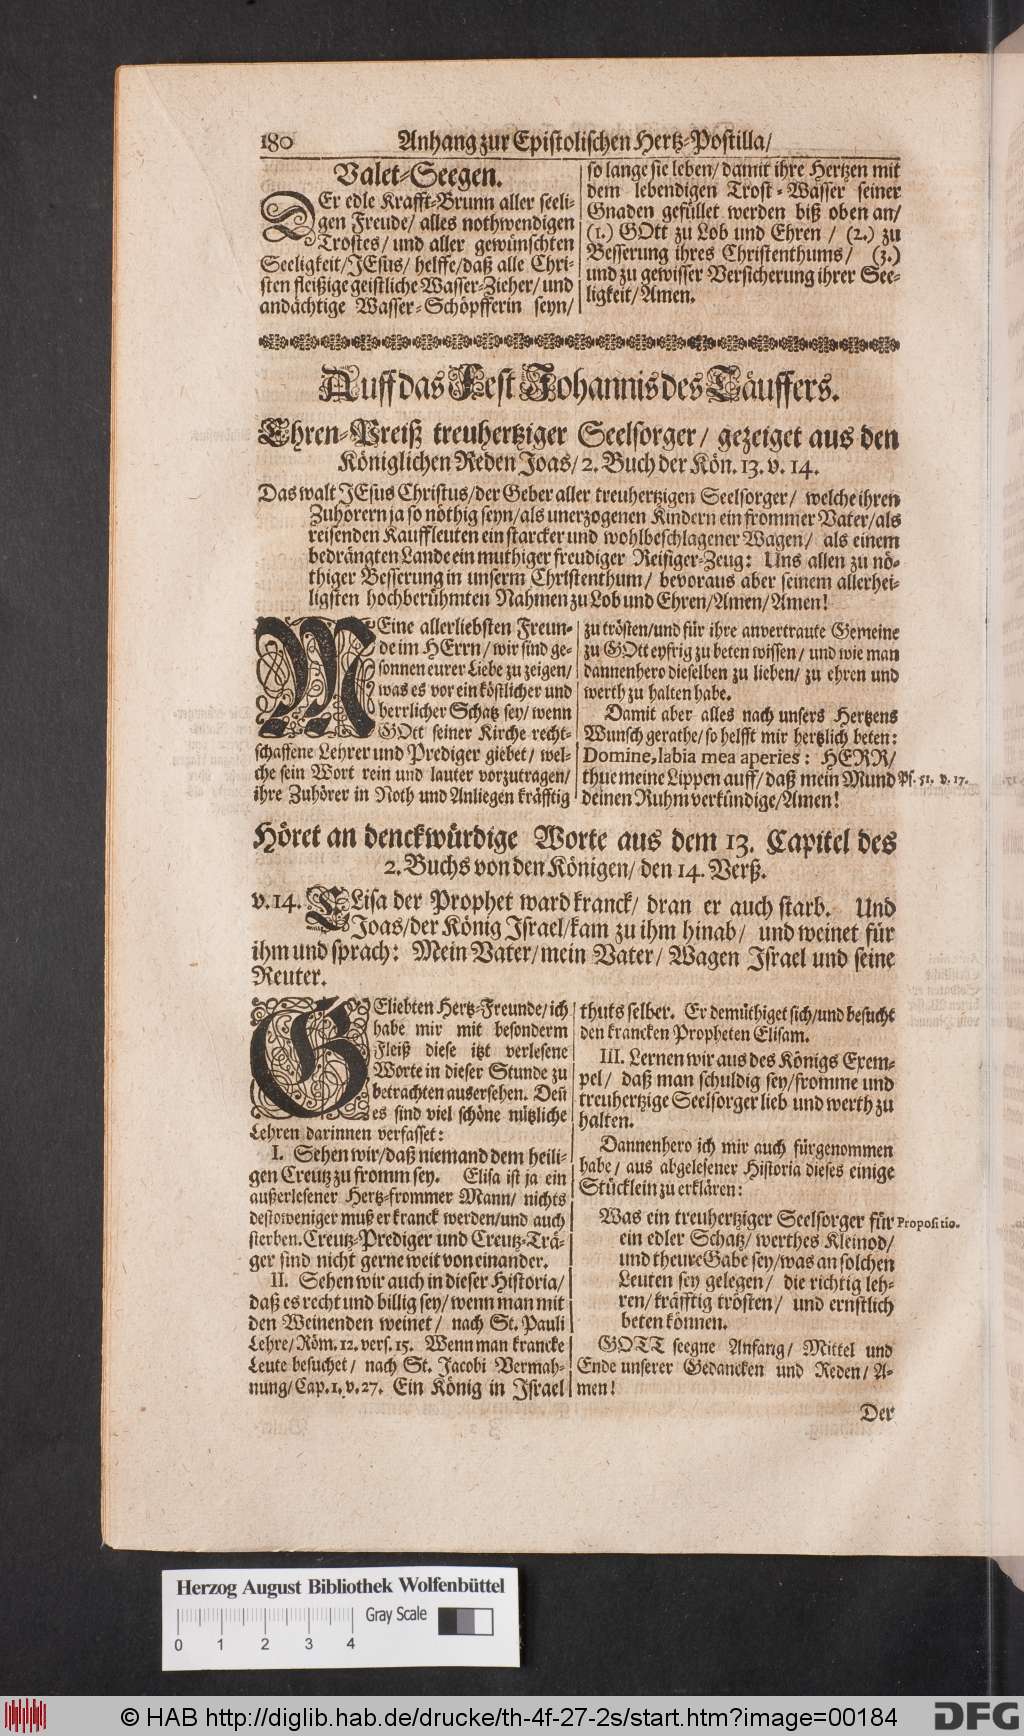 180 Anhang zur Epistolischen Hertz-Postilla/
Valet-Seegen.
DEr edle Krafft-Brunn aller seeli-
gen Freude/ alles nothwendigen
Trostes/ und aller gewünschten
Seeligkeit/ JEsus/ helffe/ daß alle Chri-
sten fleißige geistliche Wasser-Zieher/ und
andächtige Wasser-Schöpfferin seyn/
so lange sie leben/ damit ihre Hertzen mit
dem lebendigen Trost-Wasser seiner
Gnaden gefüllet werden biß oben an/
(1.) GOtt zu Lob und Ehren/ (2.) zu
Besserung ihres Christenthums/ (3.)
und zu gewisser Versicherung ihrer See-
ligkeit/ Amen.
Auff das Fest Johannis des Täuffers.
Ehren-Preiß treuhertziger Seelsorger/ gezeiget aus den
Königlichen Reden Joas/ 2. Buch der Kön. 13. v. 14.
Das walt JEsus Christus/ der Geber aller treuhertzigen Seelsorger/ welche ihren
Zuhörern ja so nöthig seyn/ als unerzogenen Kindern ein frommer Vater/ als
reisenden Kauffleuten ein starcker und wohlbeschlagener Wagen/ als einem
bedrängten Lande ein muthiger freudiger Reisiger-Zeug: Uns allen zu nö-
thiger Besserung in unserm Christenthum/ bevoraus aber seinem allerhei-
ligsten hochberühmten Nahmen zu Lob und Ehren/ Amen/ Amen!
MEine allerliebsten Freun-
de im HErrn/ wir sind ge-
sonnen eurer Liebe zu zeigen/
was es vor ein köstlicher und
herrlicher Schatz sey/ wenn
GOtt seiner Kirche recht-
schaffene Lehrer und Prediger giebet/ wel-
che sein Wort rein und lauter vorzutragen/
ihre Zuhörer in Noth und Anliegen kräfftig
zu trösten/ und für ihre anvertraute Gemeine
zu GOtt eyfrig zu beten wissen/ und wie man
dannenhero dieselben zu lieben/ zu ehren und
werth zu halten habe.
Damit aber alles nach unsers Hertzens
Wunsch gerathe/ so helfft mir hertzlich beten:
Domine, labia mea aperies: HERR/
thue meine Lippen auff/ daß mein Mund
deinen Ruhm verkündige/ Amen!
Ps. 51. v. 17.
Höret an denckwürdige Worte aus dem 13. Capitel des
2. Buchs von den Königen/ den 14. Verß.
v. 14. ELisa der Prophet ward kranck/ dran er auch starb. Und
Joas/ der König Israel/ kam zu ihm hinab/ und weinet für
ihm und sprach: Mein Vater/ mein Vater/ Wagen Israel und seine
Reuter.
GEliebten Hertz-Freunde/ ich
habe mir mit besonderm
Fleiß diese itzt verlesene
Worte in dieser Stunde zu
betrachten ausersehen. Deñ
es sind viel schöne nützliche
Lehren darinnen verfasset:
I. Sehen wir/ daß niemand dem heili-
gen Creutz zu fromm sey. Elisa ist ja ein
außerlesener Hertz-frommer Mann/ nichts
destoweniger muß er kranck werden/ und auch
sterben. Creutz-Prediger und Creutz-Trä-
ger sind nicht gerne weit von einander.
II. Sehen wir auch in dieser Historia/
daß es recht und billig sey/ wenn man mit
den Weinenden weinet/ nach St. Pauli
Lehre/ Röm. 12. vers. 15. Wenn man krancke
Leute besuchet/ nach St. Jacobi Vermah-
nung/ Cap. 1. v. 27. Ein König in Israel
thuts selber. Er demüthiget sich/ und besucht
den krancken Propheten Elisam.
III. Lernen wir aus des Königs Exem-
pel/ daß man schuldig sey/ fromme und
treuhertzige Seelsorger lieb und werth zu
halten.
Dannenhero ich mir auch fürgenommen
habe/ aus abgelesener Historia dieses einige
Stücklein zu erklären:
Was ein treuhertziger Seelsorger für
ein edler Schatz/ werthes Kleinod/
und theure Gabe sey/ was an solchen
Leuten sey gelegen/ die richtig leh-
ren/ kräfftig trösten/ und ernstlich
beten können.
Propositio.
GOTT seegne Anfang/ Mittel und
Ende unserer Gedancken und Reden/ A-
men!
Der
Herzog August Bibliothek Wolfenbüttel
0 1 2 3 4 Gray Scale
© HAB http://diglib.hab.de/drucke/th-4f-27-2s/start.htm?image=00184
DFG